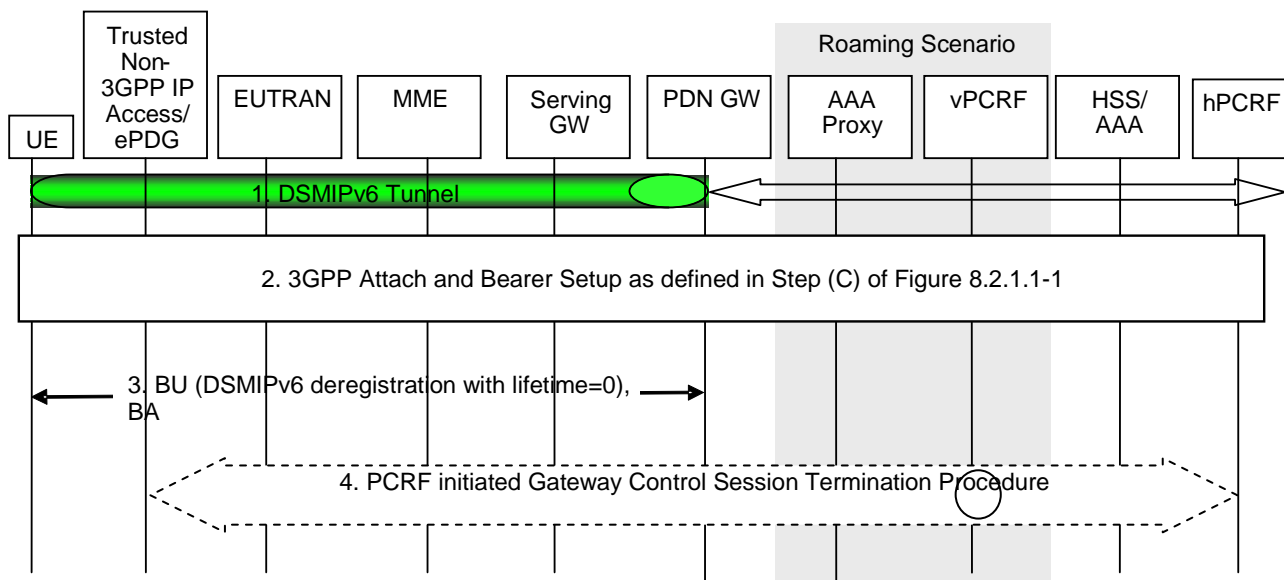 Roaming Scenario
UE
Trusted
Non-
3GPP IP
Access/
ePDG
EUTRAN
MME
Serving
GW
PDN GW
AAA
Proxy
vPCRF
HSS/
AAA
hPCRF
1. DSMIPv6 Tunnel
2. 3GPP Attach and Bearer Setup as defined in Step (C) of Figure 8.2.1.1-1
3. BU (DSMIPv6 deregistration with lifetime=0),
BA
4. PCRF initiated Gateway Control Session Termination Procedure